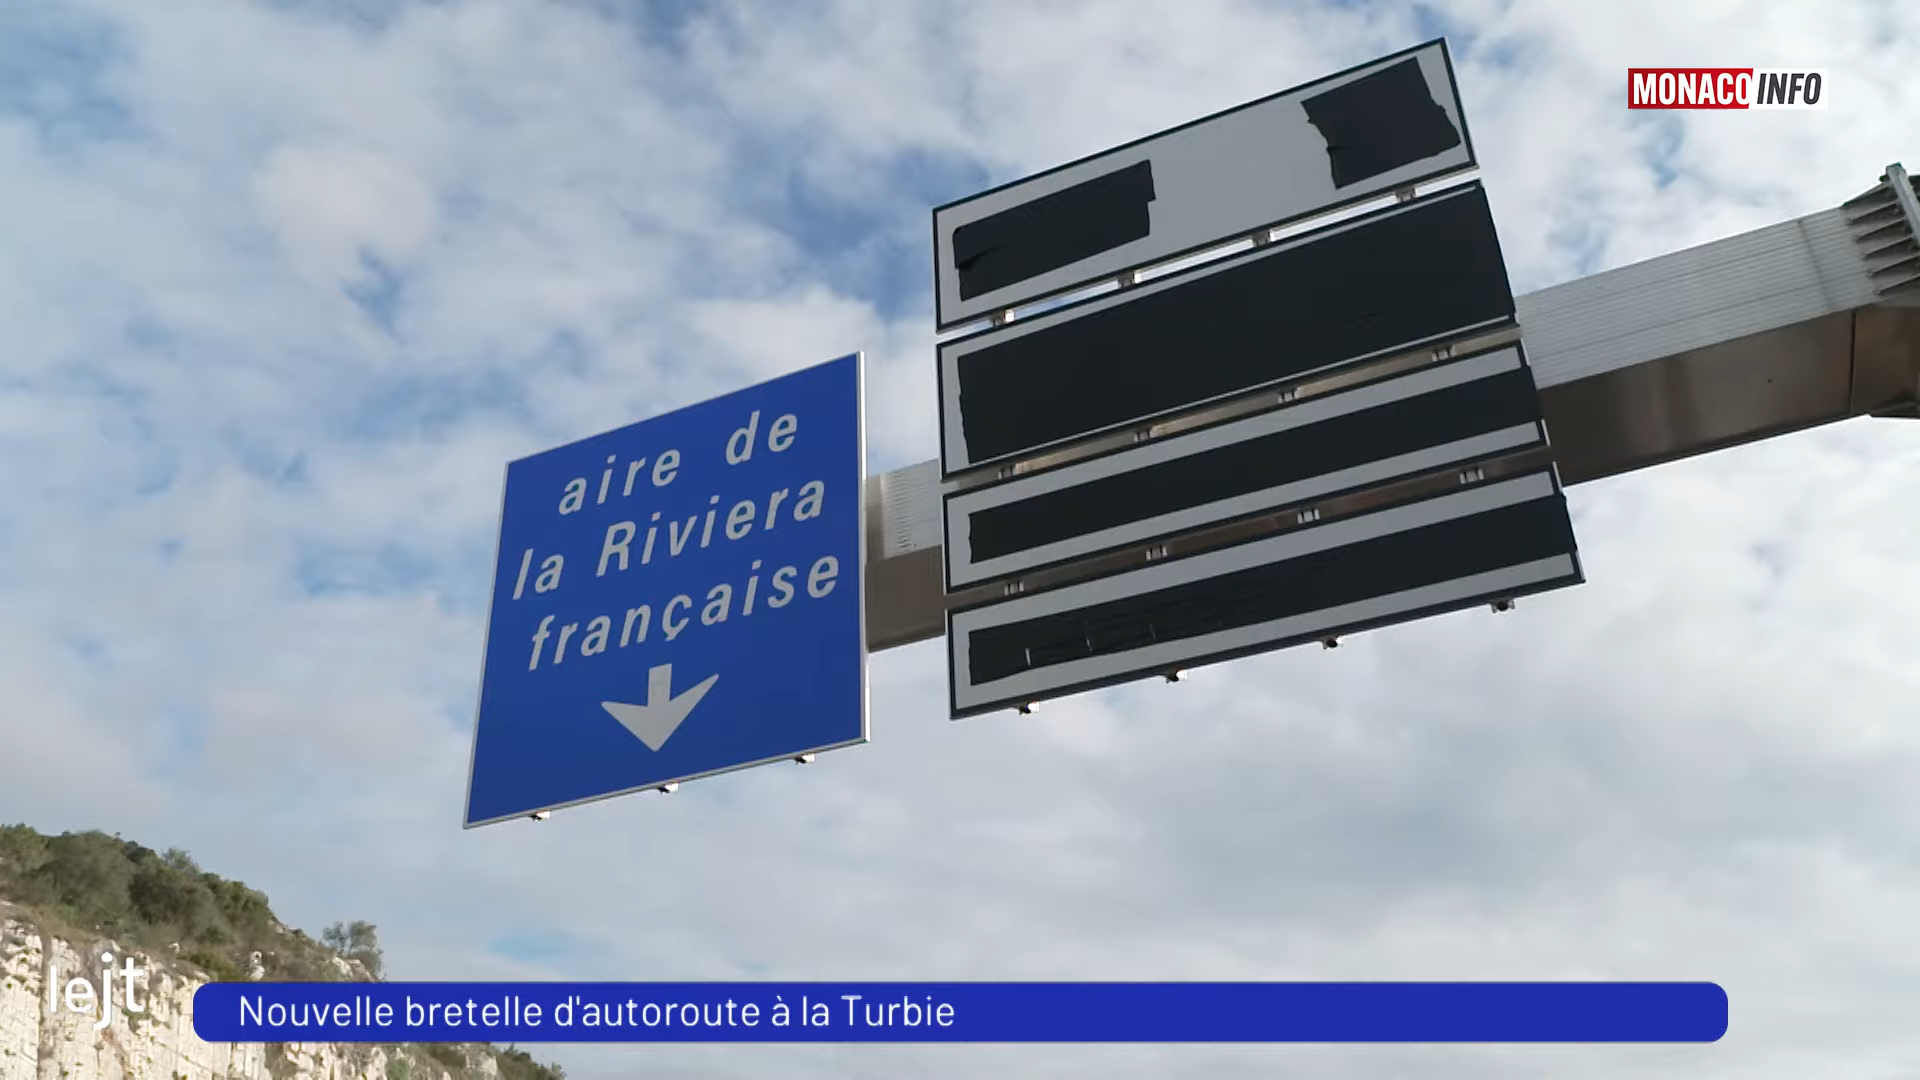 MONACO INFO
aire de
la Riviera
française
lejt
Nouvelle bretelle d'autoroute à la Turbie